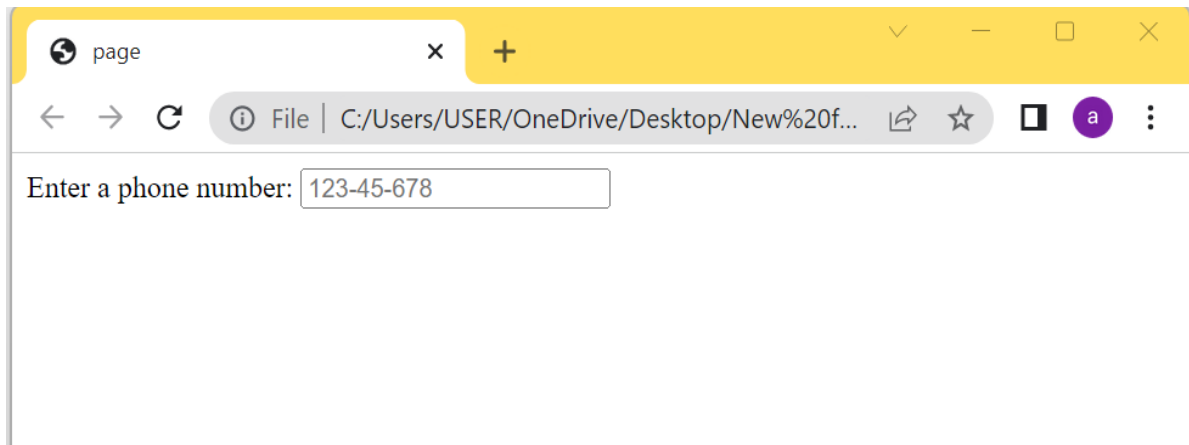 page
File | C:/Users/USER/OneDrive/Desktop/New%20f... a
Enter a phone number: 123-45-678